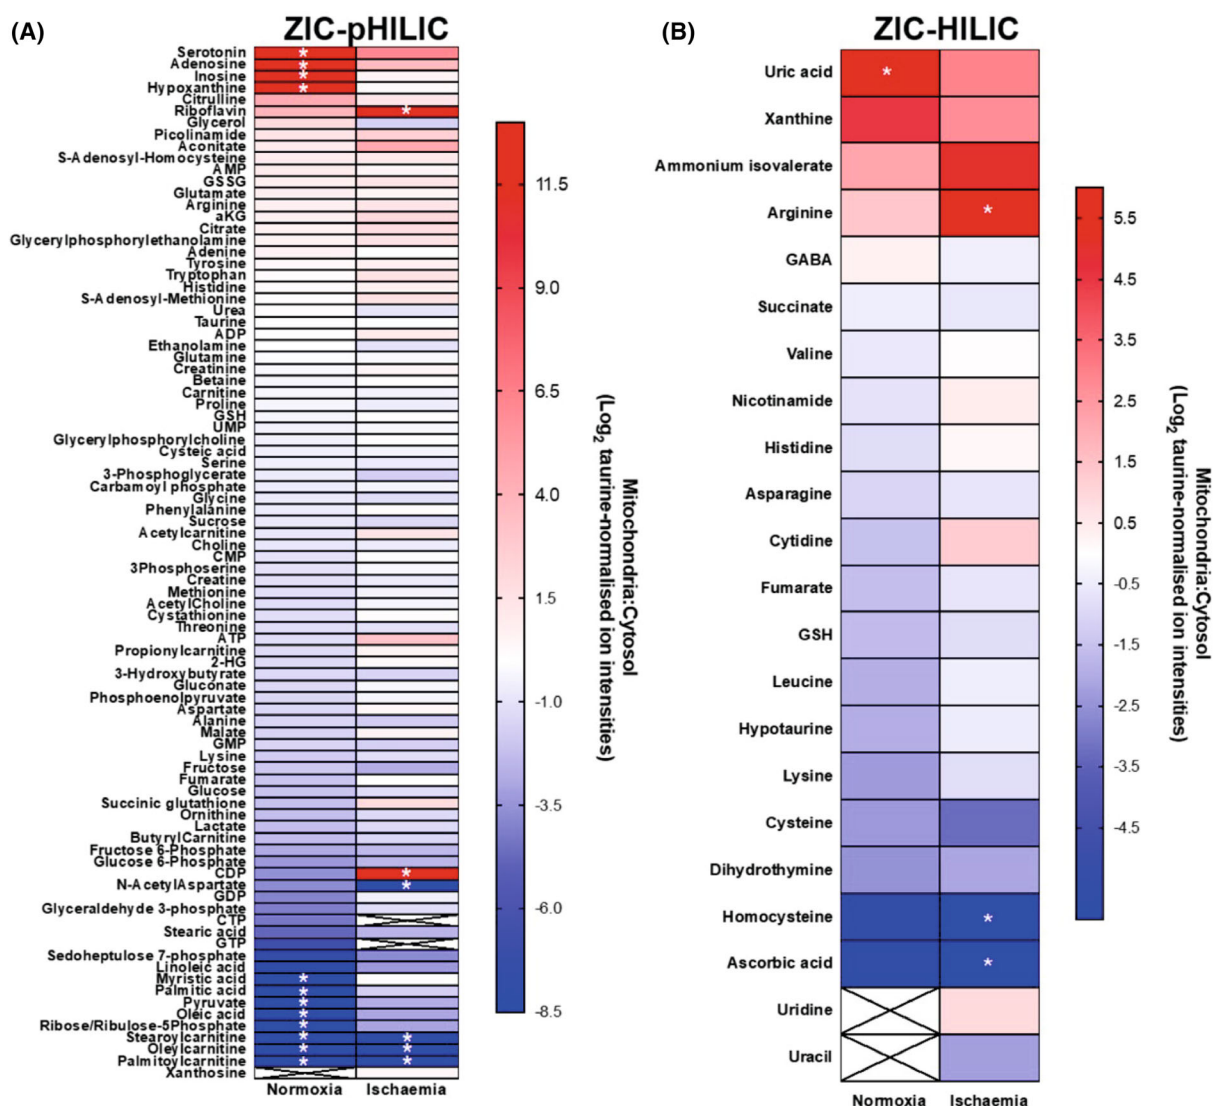 (A)
ZIC-pHILIC
Serotonin
Adenosine
Inosine
Hypoxanthine
Citrulline
Riboflavin
Glycerol
Picolinamide
Aconitate
S-Adenosyl-Homocysteine
AMP
GSSG
Glutamate
Arginine
aKG
Citrate
Glycerylphosphorylethanolamine
Adenine
Tyrosine
Tryptophan
Histidine
S-Adenosyl-Methionine
Urea
Taurine
ADP
Ethanolamine
Glutamine
Creatinine
Betaine
Carnitine
Proline
GSH
UMP
Glycerylphosphorylcholine
Cysteic acid
Serine
3-Phosphoglycerate
Carbamoyl phosphate
Glycine
Phenylalanine
Sucrose
Acetylcarnitine
Choline
CMP
3Phosphoserine
Creatine
Methionine
AcetylCholine
Cystathionine
Threonine
ATP
Propionylcarnitine
2-HG
3-Hydroxybutyrate
Gluconate
Phosphoenolpyruvate
Aspartate
Alanine
Malate
GMP
Lysine
Fructose
Fumarate
Glucose
Succinic glutathione
Ornithine
Lactate
ButyrylCarnitine
Fructose 6-Phosphate
Glucose 6-Phosphate
CDP
N-AcetylAspartate
GDP
Glyceraldehyde 3-phosphate
CTP
Stearic acid
GTP
Sedoheptulose 7-phosphate
Linoleic acid
Myristic acid
Palmitic acid
Pyruvate
Oleic acid
Ribose/Ribulose-5Phosphate
Stearoylcarnitine
Oleylcarnitine
Palmitoylcarnitine
Xanthosine
Normoxia Ischaemia
11.5
9.0
6.5
4.0
1.5
-1.0
-3.5
-6.0
-8.5
Mitochondria:Cytosol
(Log2 taurine-normalised ion intensities)
(B)
ZIC-HILIC
Uric acid
Xanthine
Ammonium isovalerate
Arginine
GABA
Succinate
Valine
Nicotinamide
Histidine
Asparagine
Cytidine
Fumarate
GSH
Leucine
Hypotaurine
Lysine
Cysteine
Dihydrothymine
Homocysteine
Ascorbic acid
Uridine
Uracil
Normoxia Ischaemia
5.5
4.5
3.5
2.5
1.5
0.5
-0.5
-1.5
-2.5
-3.5
-4.5
Mitochondria:Cytosol
(Log2 taurine-normalised ion intensities)